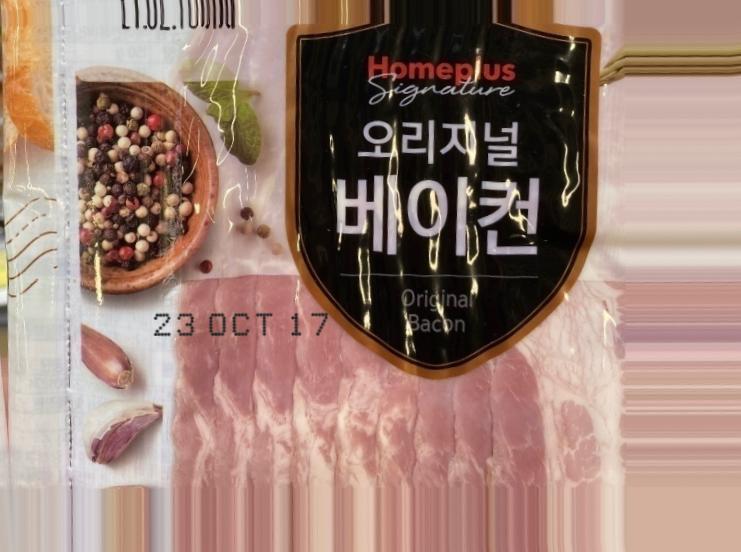 Homeplus
Signature
오리지널
베이컨
Original
Bacon
23 OCT 17